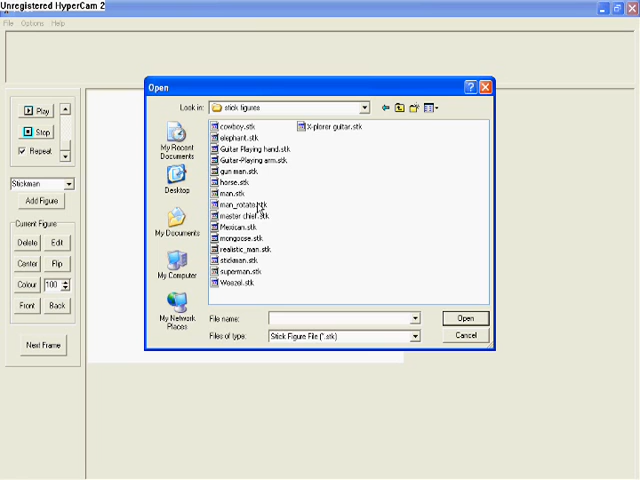 Unregistered HyperCam 2
File Options Help
Open
Look in: stick figures
Play
Stop
Repeat
Stickman
Add Figure
Current Figure
Delete Edit
Center Flip
Colour 100
Front Back
Next Frame
My Recent
Documents
Desktop
My Documents
My Computer
My Network
Places
cowboy.stk
elephant.stk
Guitar Playing hand.stk
Guitar-Playing arm.stk
gun man.stk
horse.stk
man.stk
man_rotate.stk
master chief.stk
Mexican.stk
mongoose.stk
realistic_man.stk
stickman.stk
superman.stk
Weezel.stk
X-plorer guitar.stk
File name:
Open
Files of type: Stick Figure File (*.stk)
Cancel